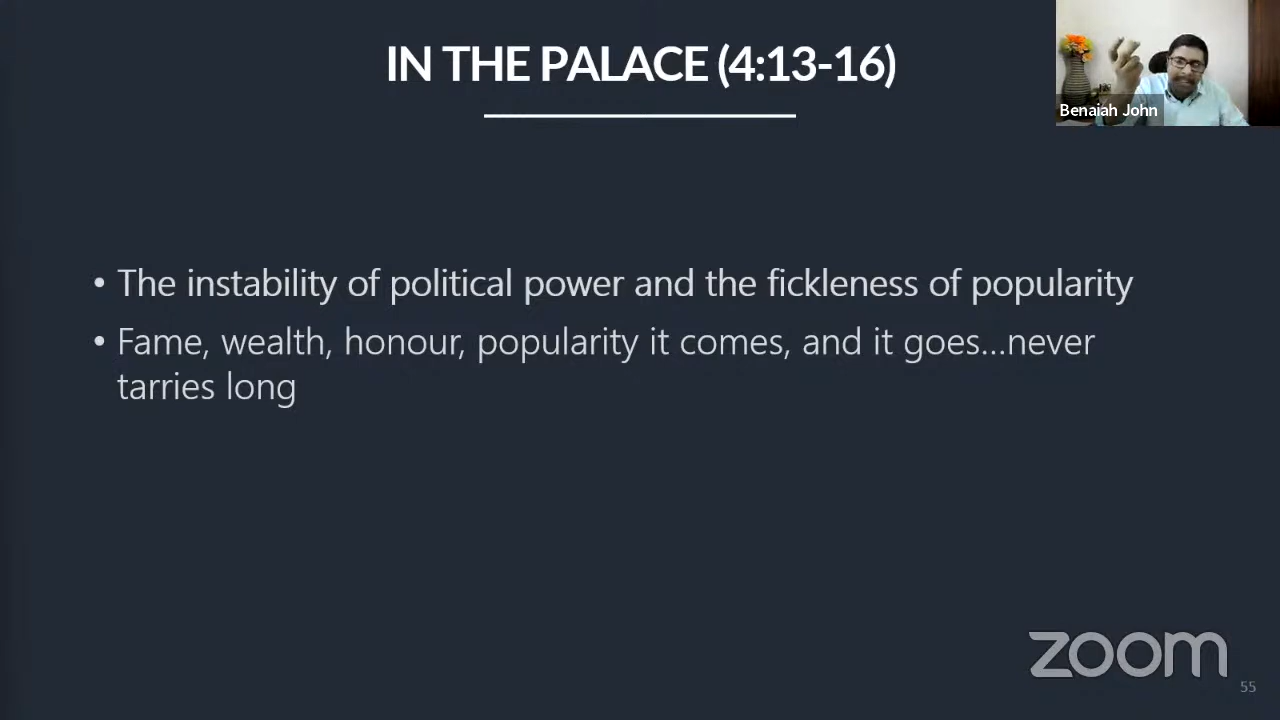 IN THE PALACE (4:13-16)
Benaiah John
• The instability of political power and the fickleness of popularity
• Fame, wealth, honour, popularity it comes, and it goes...never
tarries long
zoom
55